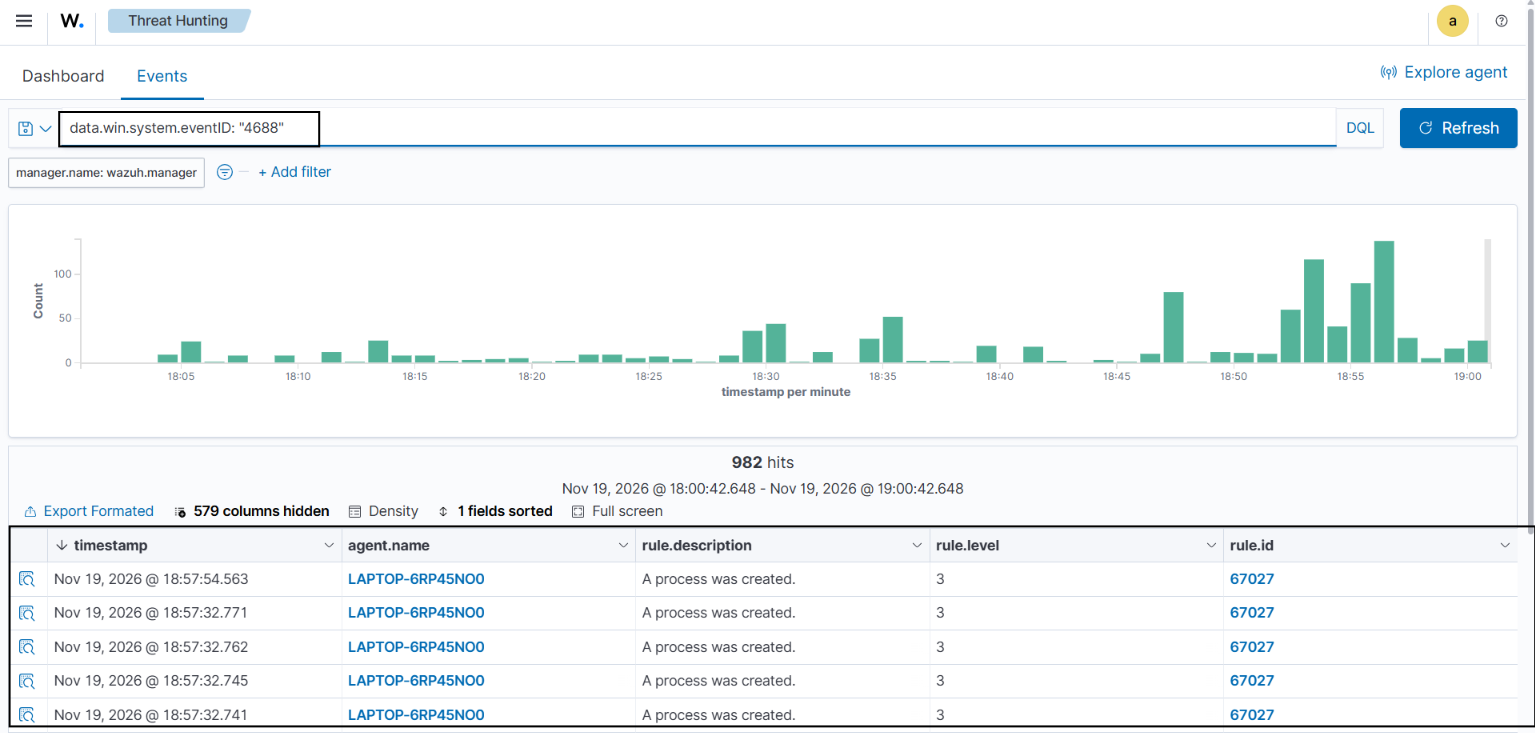 W. Threat Hunting a
Dashboard Events Explore agent
data.win.system.eventID: "4688" DQL Refresh
manager.name: wazuh.manager + Add filter
100
50
0
Count
18:05 18:10 18:15 18:20 18:25 18:30 18:35 18:40 18:45 18:50 18:55 19:00
timestamp per minute
982 hits
Nov 19, 2026 @ 18:00:42.648 - Nov 19, 2026 @ 19:00:42.648
Export Formated 579 columns hidden Density 1 fields sorted Full screen
timestamp agent.name rule.description rule.level rule.id
Nov 19, 2026 @ 18:57:54.563 LAPTOP-6RP45NO0 A process was created. 3 67027
Nov 19, 2026 @ 18:57:32.771 LAPTOP-6RP45NO0 A process was created. 3 67027
Nov 19, 2026 @ 18:57:32.762 LAPTOP-6RP45NO0 A process was created. 3 67027
Nov 19, 2026 @ 18:57:32.745 LAPTOP-6RP45NO0 A process was created. 3 67027
Nov 19, 2026 @ 18:57:32.741 LAPTOP-6RP45NO0 A process was created. 3 67027